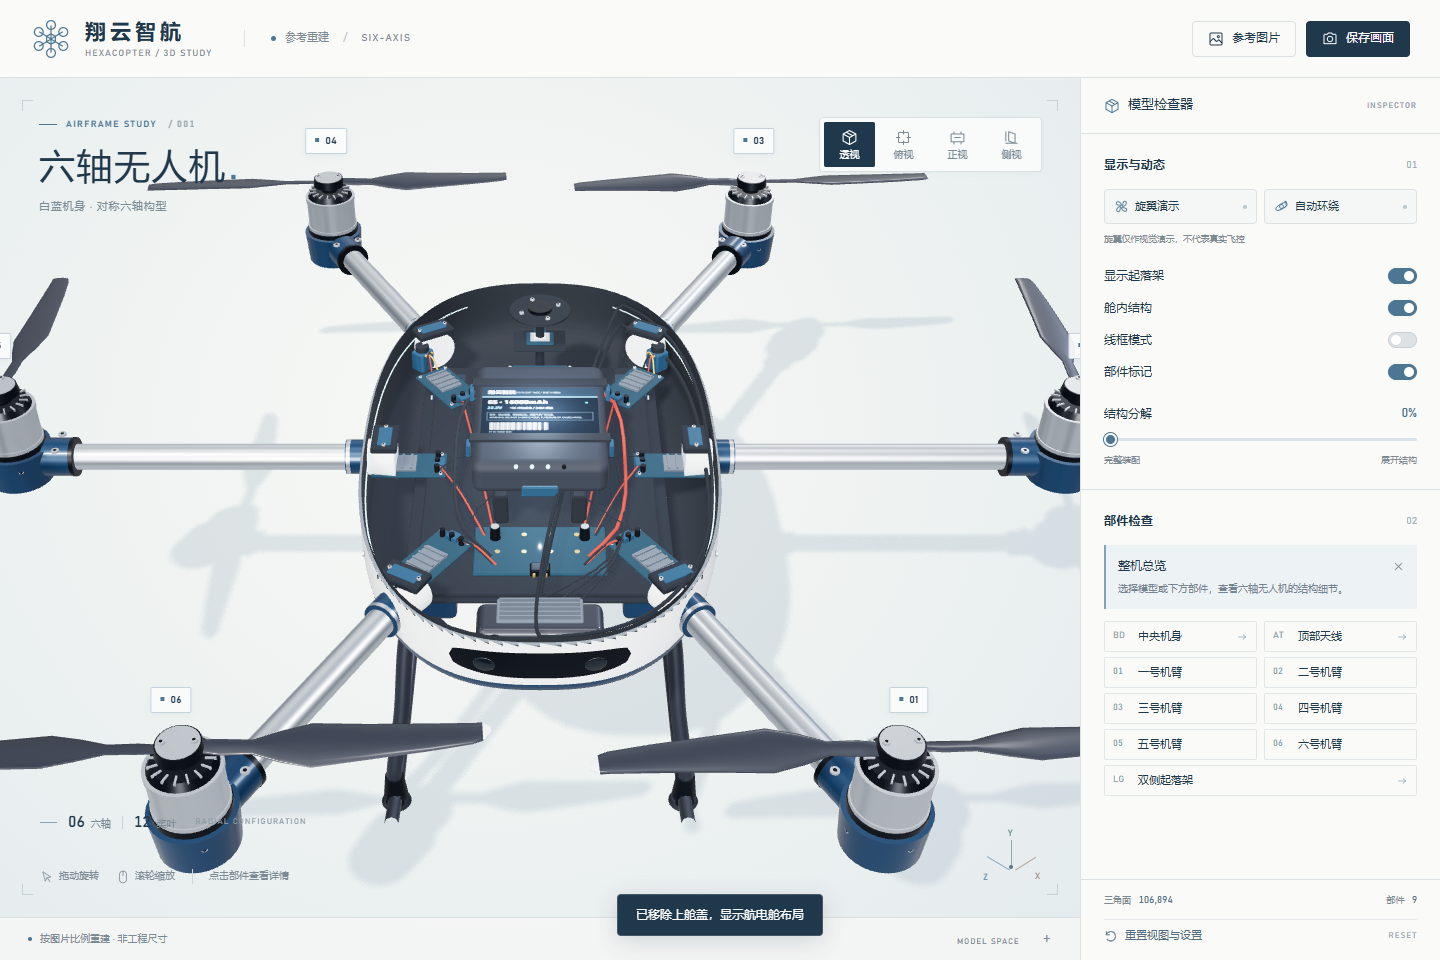 翔云智航
HEXACOPTER / 3D STUDY
参考重建 / SIX-AXIS
参考图片
保存画面
AIRFRAME STUDY / 001
六轴无人机.
白蓝机身 · 对称六轴构型
04
03
透视
俯视
正视
侧视
06
01
06 六轴
12 桨叶
RADIAL CONFIGURATION
拖动旋转
滚轮缩放
点击部件查看详情
Y
Z
X
已移除上舱盖，显示航电舱布局
按图片比例重建 · 非工程尺寸
MODEL SPACE +
模型检查器
INSPECTOR
显示与动态
01
旋翼演示
自动环绕
旋翼仅作视觉演示，不代表真实飞控
显示起落架
舱内结构
线框模式
部件标记
结构分解
0%
完整装配
展开结构
部件检查
02
整机总览
选择模型或下方部件，查看六轴无人机的结构细节。
BD 中央机身
AT 顶部天线
01 一号机臂
02 二号机臂
03 三号机臂
04 四号机臂
05 五号机臂
06 六号机臂
LG 双侧起落架
三角面 106,894
部件 9
重置视图与设置
RESET